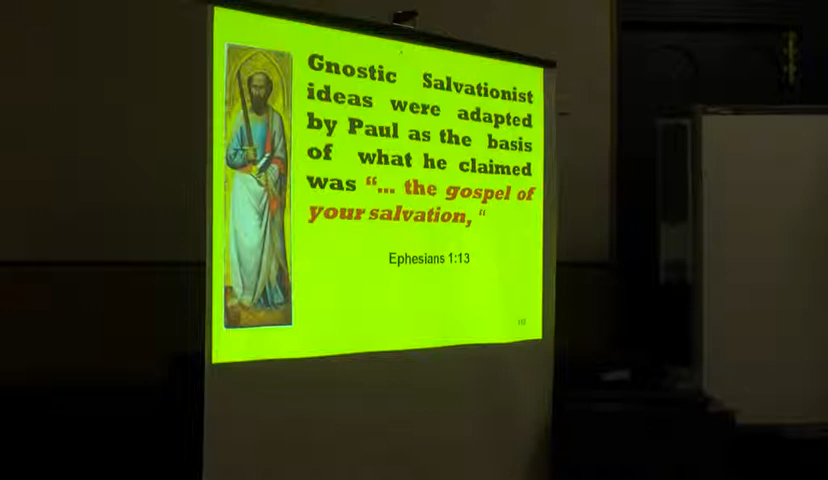 Gnostic Salvationist
ideas were adapted
by Paul as the basis
of what he claimed
was “... the gospel of
your salvation, “
Ephesians 1:13